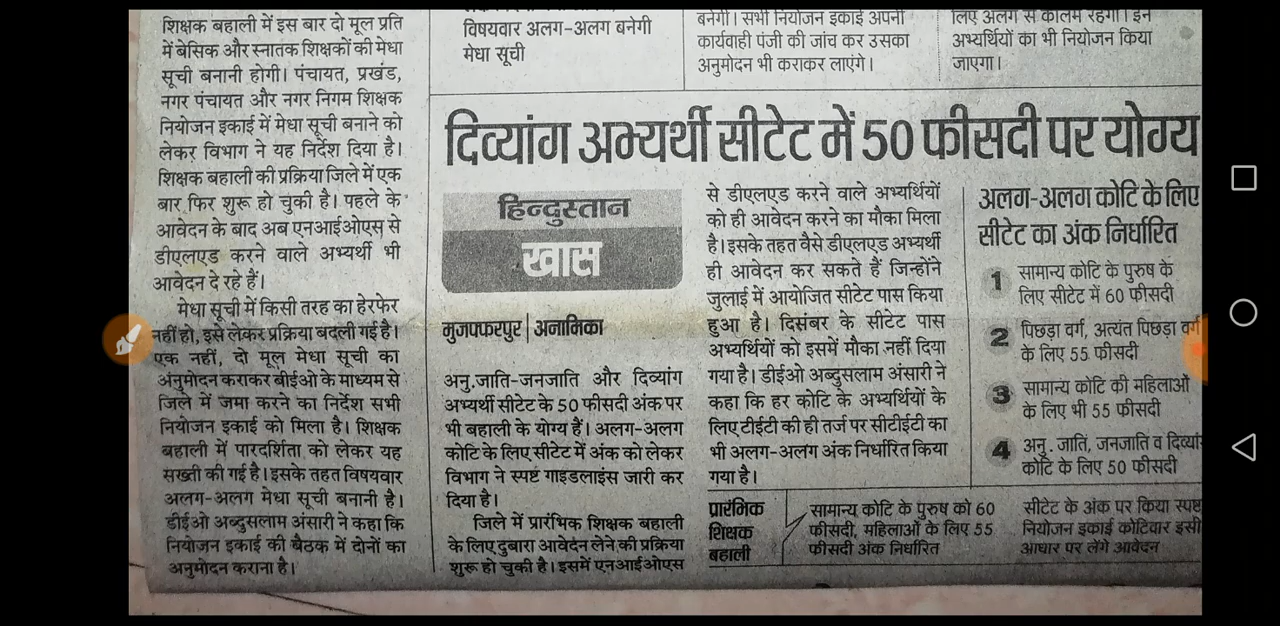 शिक्षक बहाली में इस बार दो मूल प्रति
में बेसिक और स्नातक शिक्षकों की मेधा
सूची बनानी होगी। पंचायत, प्रखंड,
नगर पंचायत और नगर निगम शिक्षक
नियोजन इकाई में मेधा सूची बनाने को
लेकर विभाग ने यह निर्देश दिया है।
शिक्षक बहाली की प्रक्रिया जिले में एक
बार फिर शुरू हो चुकी है। पहले के
आवेदन के बाद अब एनआईओएस से
डीएलएड करने वाले अभ्यर्थी भी
आवेदन दे रहे हैं।
मेधा सूची में किसी तरह का हेरफेर
नहीं हो, इसे लेकर प्रक्रिया बदली गई है।
एक नहीं, दो मूल मेधा सूची का
अंनुमोदन कराकर बीईओ के माध्यम से
जिले में जमा करने का निर्देश सभी
नियोजन इकाई को मिला है। शिक्षक
बहाली में पारदर्शिता को लेकर यह
सख्ती की गई है। इसके तहत विषयवार
अलग-अलग मेधा सूची बनानी है।
डीईओ अब्दुसलाम अंसारी ने कहा कि
नियोजन इकाई की बैठक में दोनों का
अनुमोदन कराना है।
विषयवार अलग-अलग बनेगी
मेधा सूची
बनेगी। सभी नियोजन इकाई अपनी
कार्यवाही पंजी की जांच कर उसका
अनुमोदन भी कराकर लाएंगे।
लिए अलग से कॉलम रहेगा। इन
अभ्यर्थियों का भी नियोजन किया
जाएगा।
दिव्यांग अभ्यर्थी सीटेट में 50 फीसदी पर योग्य
हिन्दुस्तान
खास
मुजफ्फरपुर | अनामिका
अनु.जाति-जनजाति और दिव्यांग
अभ्यर्थी सीटेट के 50 फीसदी अंक पर
भी बहाली के योग्य हैं। अलग-अलग
कोटि के लिए सीटेट में अंक को लेकर
विभाग ने स्पष्ट गाइडलाइंस जारी कर
दिया है।
जिले में प्रारंभिक शिक्षक बहाली
के लिए दुबारा आवेदन लेने की प्रक्रिया
शुरू हो चुकी है। इसमें एनआईओएस
से डीएलएड करने वाले अभ्यर्थियों
को ही आवेदन करने का मौका मिला
है। इसके तहत वैसे डीएलएड अभ्यर्थी
ही आवेदन कर सकते हैं जिन्होंने
जुलाई में आयोजित सीटेट पास किया
हुआ है। दिसंबर के सीटेट पास
अभ्यर्थियों को इसमें मौका नहीं दिया
गया है। डीईओ अब्दुसलाम अंसारी ने
कहा कि हर कोटि के अभ्यर्थियों के
लिए टीईटी की ही तर्ज पर सीटीईटी का
भी अलग-अलग अंक निर्धारित किया
गया है।
अलग-अलग कोटि के लिए
सीटेट का अंक निर्धारित
1 सामान्य कोटि के पुरुष के
लिए सीटेट में 60 फीसदी
2 पिछड़ा वर्ग, अत्यंत पिछड़ा वर्ग
के लिए 55 फीसदी
3 सामान्य कोटि की महिलाओं
के लिए भी 55 फीसदी
4 अनु. जाति, जनजाति व
कोटि के लिए 50 फीसदी
प्रारंभिक
शिक्षक
बहाली
सामान्य कोटि के पुरुष को 60
फीसदी, महिलाओं के लिए 55
फीसदी अंक निर्धारित
सीटेट के अंक पर किया स्पष्ट
नियोजन इकाई कोटिवार इसी
आधार पर लेंगे आवेदन